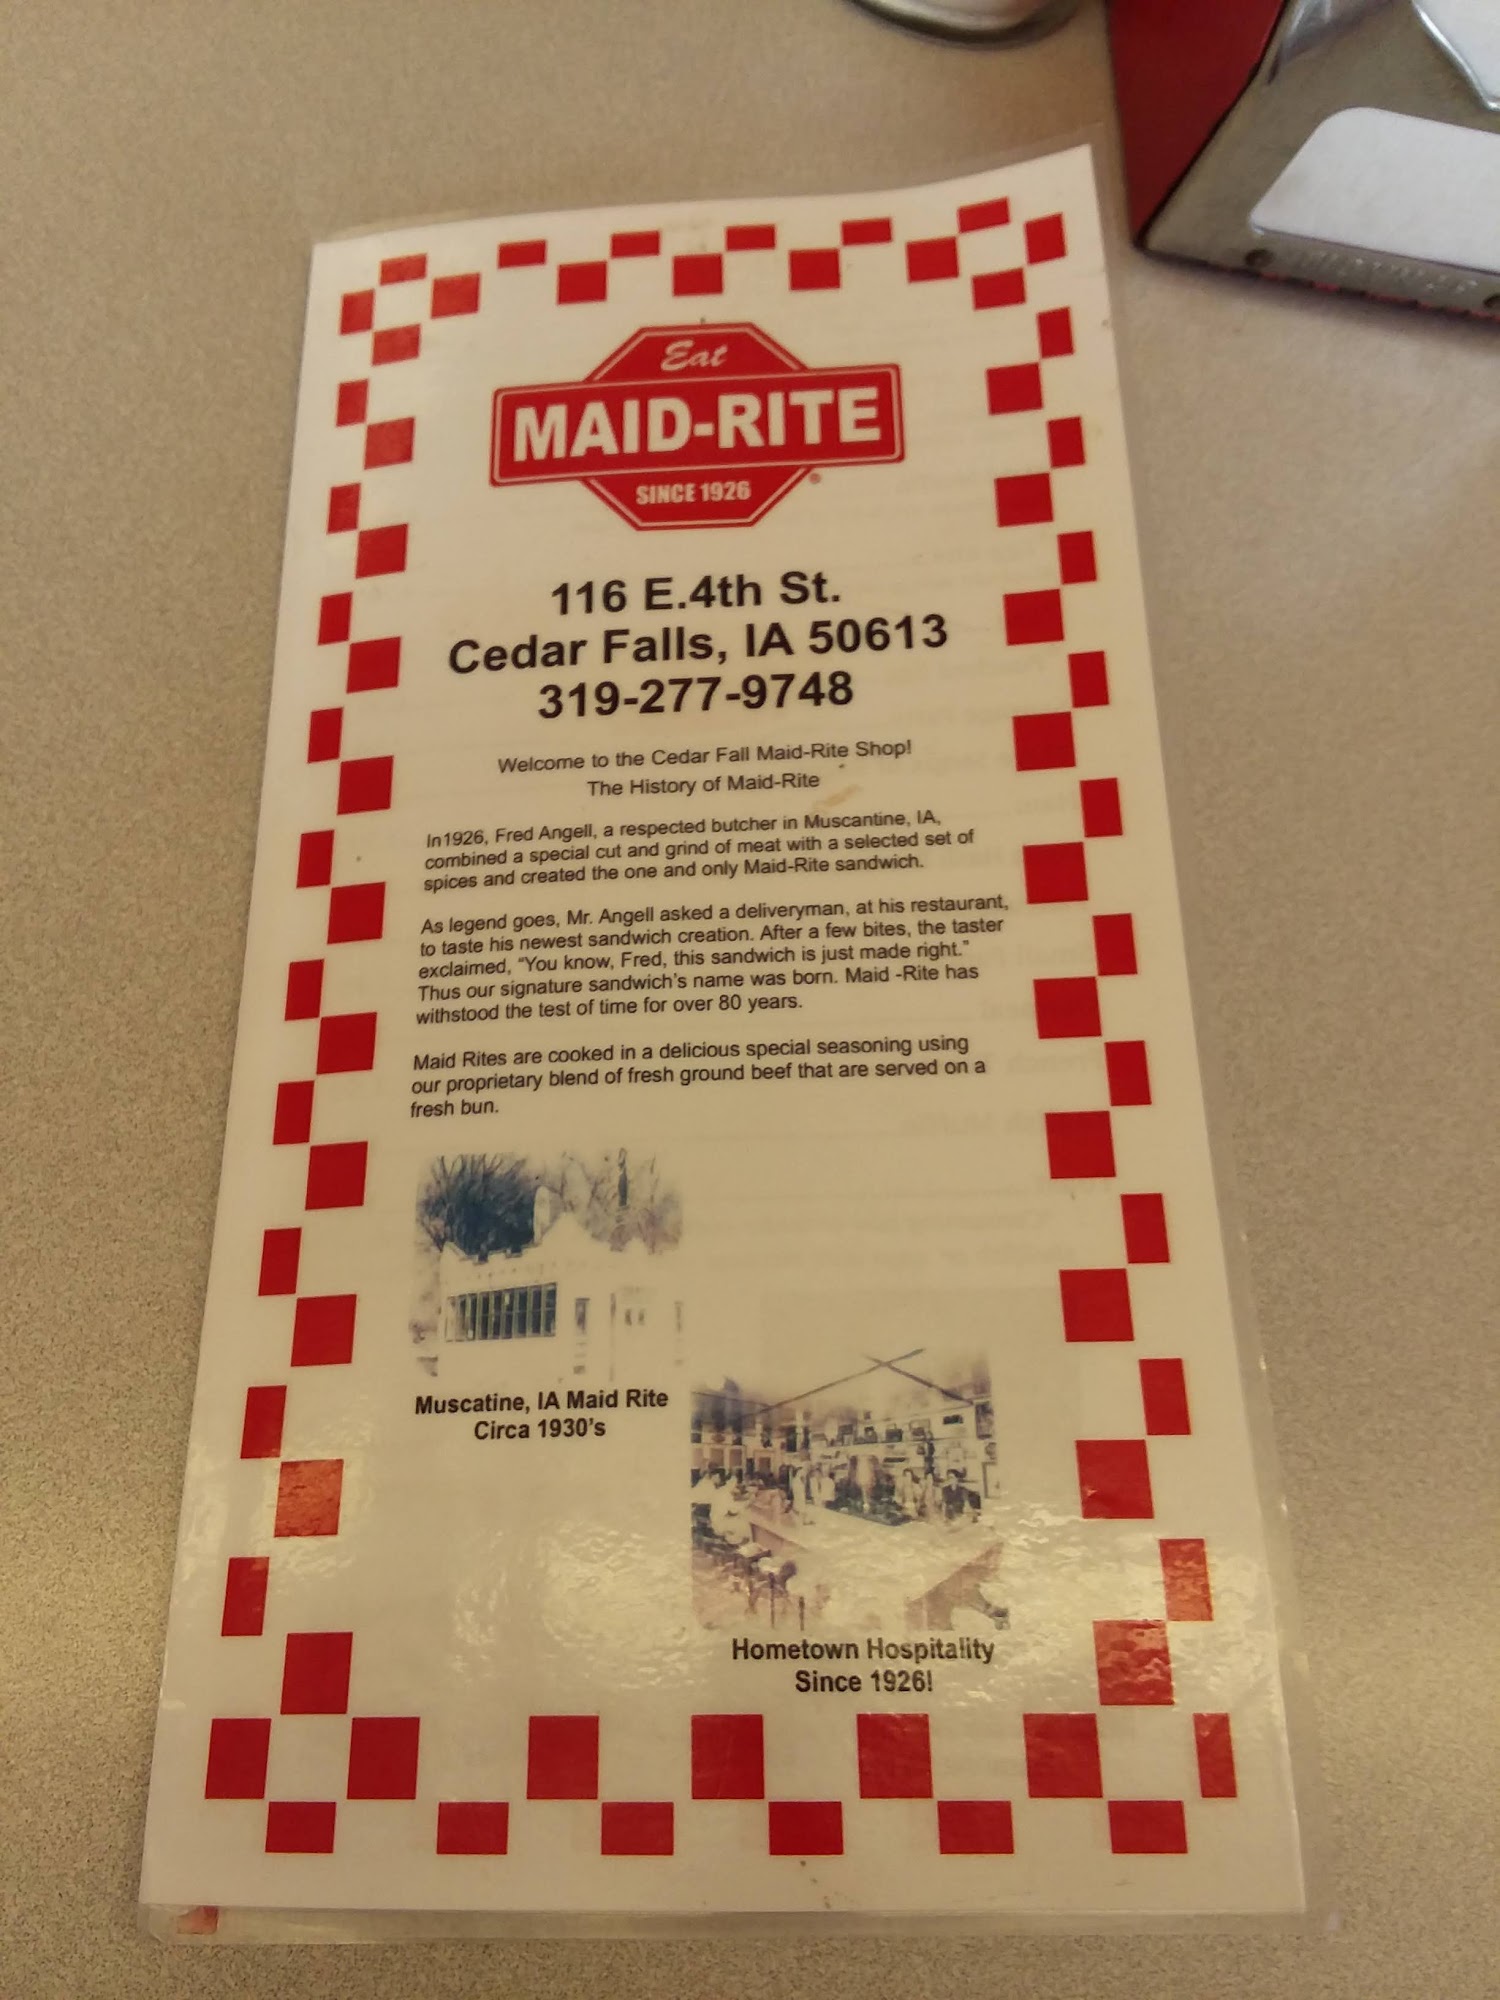 Eat
MAID-RITE
SINCE 1926
116 E.4th St.
Cedar Falls, IA 50613
319-277-9748
Welcome to the Cedar Fall Maid-Rite Shop!
The History of Maid-Rite
In1926, Fred Angell, a respected butcher in Muscantine, IA,
combined a special cut and grind of meat with a selected set of
spices and created the one and only Maid-Rite sandwich.
As legend goes, Mr. Angell asked a deliveryman, at his restaurant,
to taste his newest sandwich creation. After a few bites, the taster
exclaimed, “You know, Fred, this sandwich is just made right.”
Thus our signature sandwich’s name was born. Maid -Rite has
withstood the test of time for over 80 years.
Maid Rites are cooked in a delicious special seasoning using
our proprietary blend of fresh ground beef that are served on a
fresh bun.
Muscatine, IA Maid Rite
Circa 1930’s
Hometown Hospitality
Since 1926!